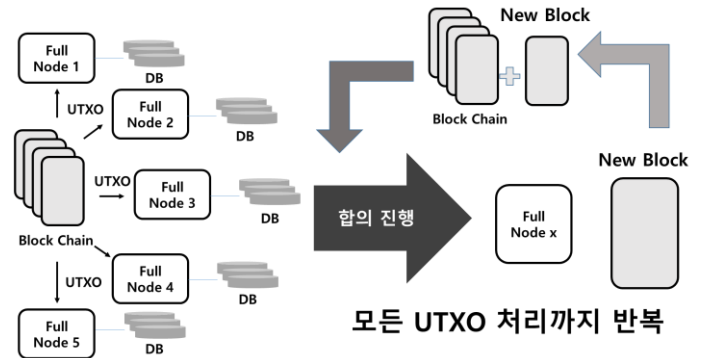 Full
Node 1
DB
UTXO
Full
Node 2
DB
UTXO
Full
Node 3
DB
Block Chain
UTXO
Full
Node 4
DB
Full
Node 5
DB
합의 진행
New Block
Block Chain
New Block
Full
Node x
모든 UTXO 처리까지 반복